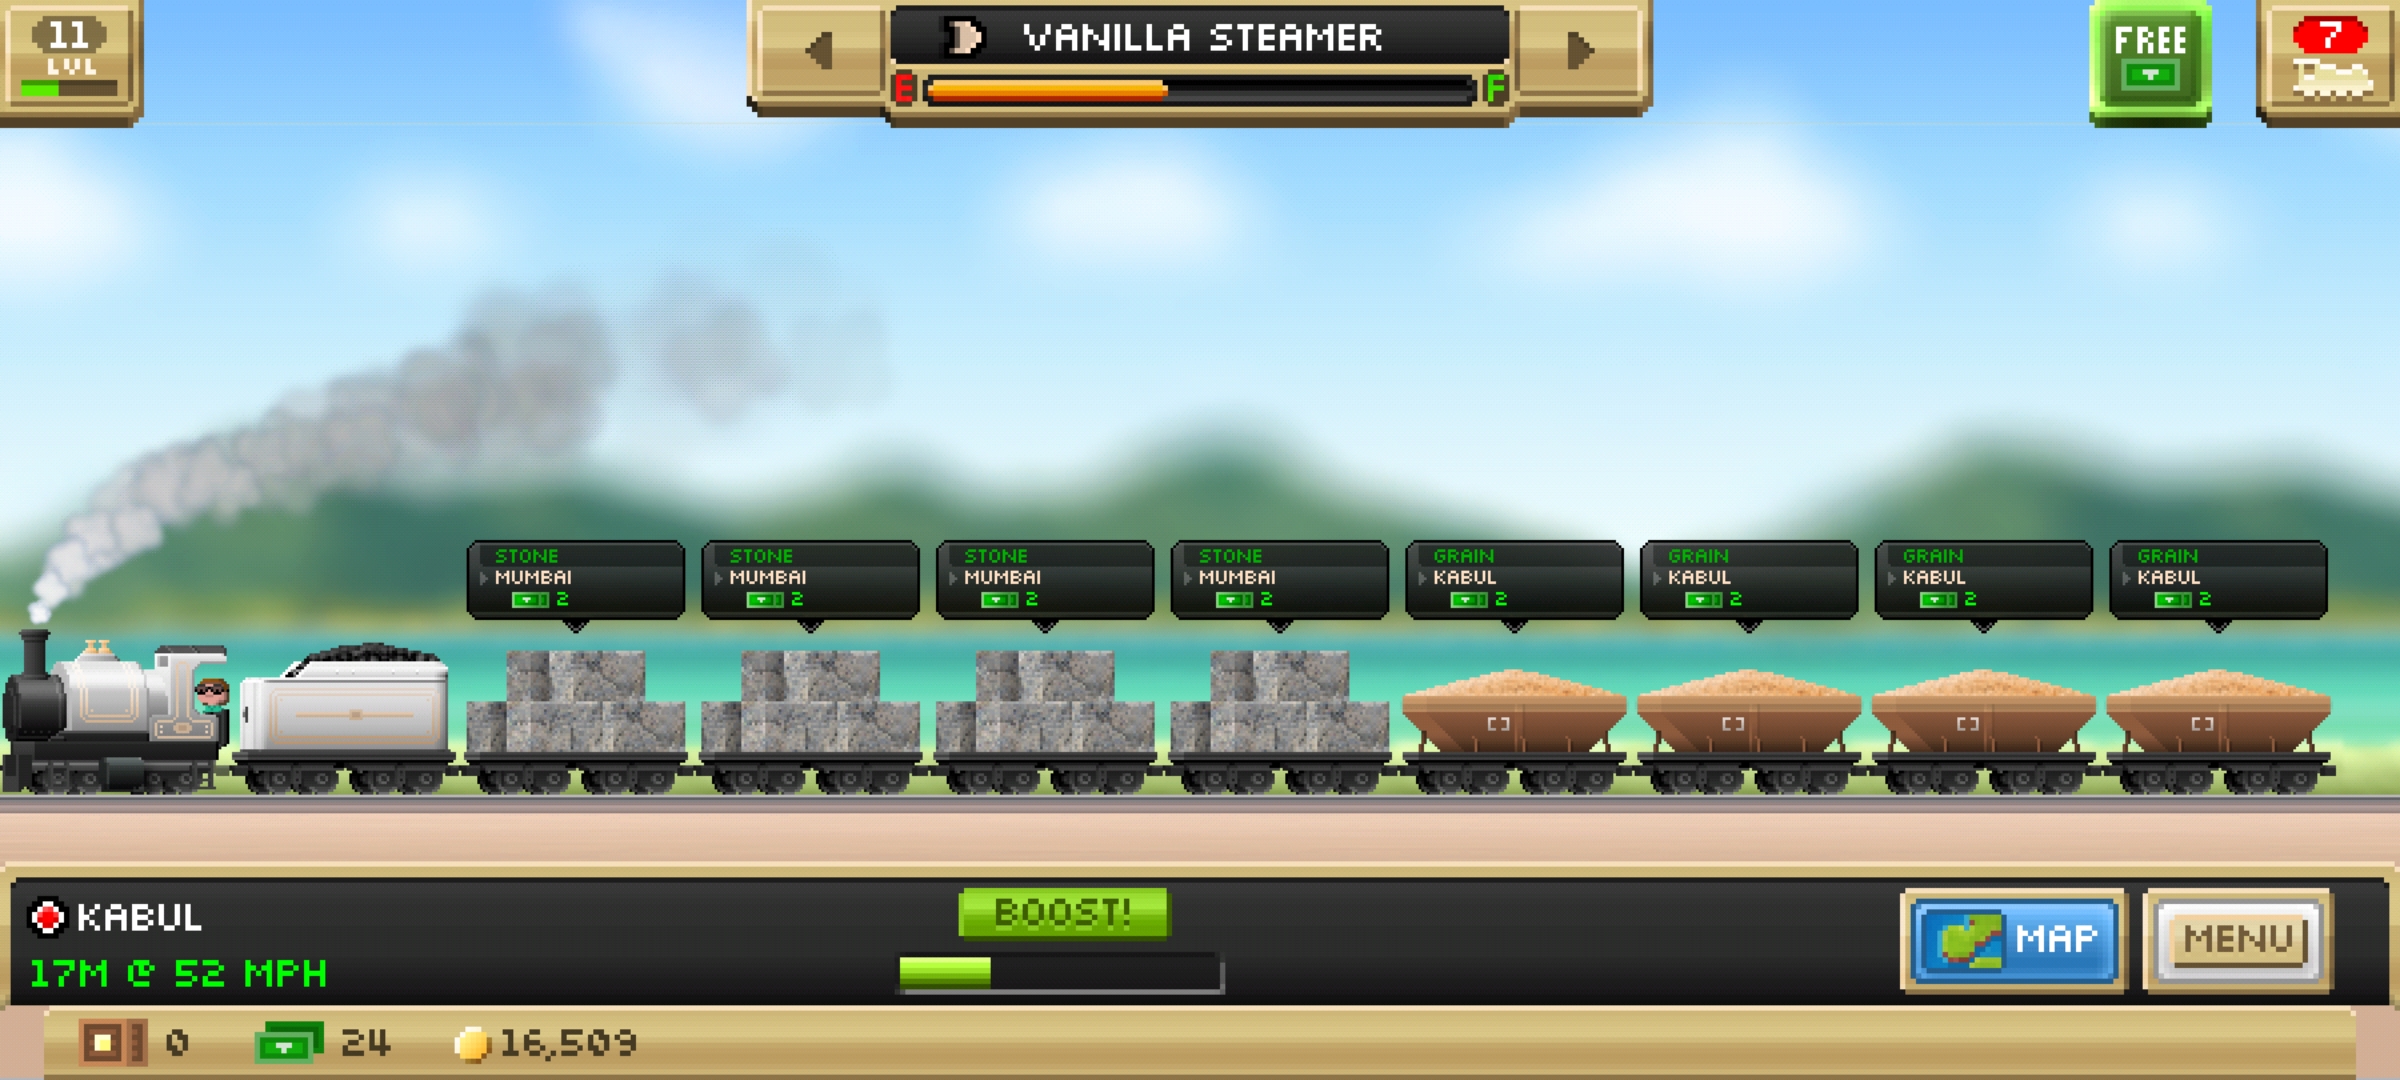 11
LVL
VANILLA STEAMER
E
F
FREE
7
STONE
MUMBAI
2
STONE
MUMBAI
2
STONE
MUMBAI
2
STONE
MUMBAI
2
GRAIN
KABUL
2
GRAIN
KABUL
2
GRAIN
KABUL
2
GRAIN
KABUL
2
KABUL
17M @ 52 MPH
BOOST!
MAP
MENU
0
24
16,509